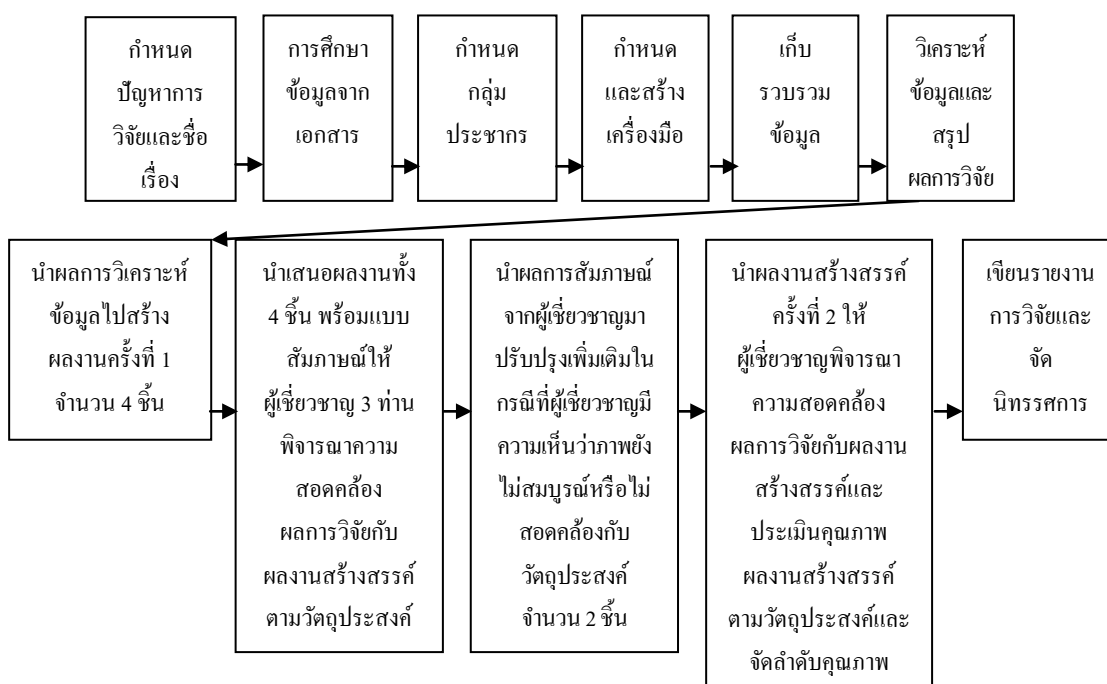 กำหนด
ปัญหาการ
วิจัยและชื่อ
เรื่อง
การศึกษา
ข้อมูลจาก
เอกสาร
กำหนด
กลุ่ม
ประชากร
กำหนด
และสร้าง
เครื่องมือ
เก็บ
รวบรวม
ข้อมูล
วิเคราะห์
ข้อมูลและ
สรุป
ผลการวิจัย
นำผลการวิเคราะห์
ข้อมูลไปสร้าง
ผลงานครั้งที่ 1
จำนวน 4 ชิ้น
นำเสนอผลงานทั้ง
4 ชิ้น พร้อมแบบ
สัมภาษณ์ให้
ผู้เชี่ยวชาญ 3 ท่าน
พิจารณาความ
สอดคล้อง
ผลการวิจัยกับ
ผลงานสร้างสรรค์
ตามวัตถุประสงค์
นำผลการสัมภาษณ์
จากผู้เชี่ยวชาญมา
ปรับปรุงเพิ่มเติมใน
กรณีที่ผู้เชี่ยวชาญมี
ความเห็นว่าภาพยัง
ไม่สมบูรณ์หรือไม่
สอดคล้องกับ
วัตถุประสงค์
จำนวน 2 ชิ้น
นำผลงานสร้างสรรค์
ครั้งที่ 2 ให้
ผู้เชี่ยวชาญพิจารณา
ความสอดคล้อง
ผลการวิจัยกับผลงาน
สร้างสรรค์และ
ประเมินคุณภาพ
ผลงานสร้างสรรค์
ตามวัตถุประสงค์และ
จัดลำดับคุณภาพ
เขียนรายงาน
การวิจัยและ
จัด
นิทรรศการ